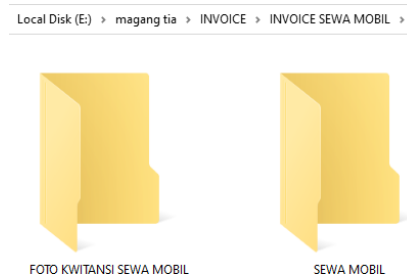 Local Disk (E:) > magang tia > INVOICE > INVOICE SEWA MOBIL >
FOTO KWITANSI SEWA MOBIL
SEWA MOBIL